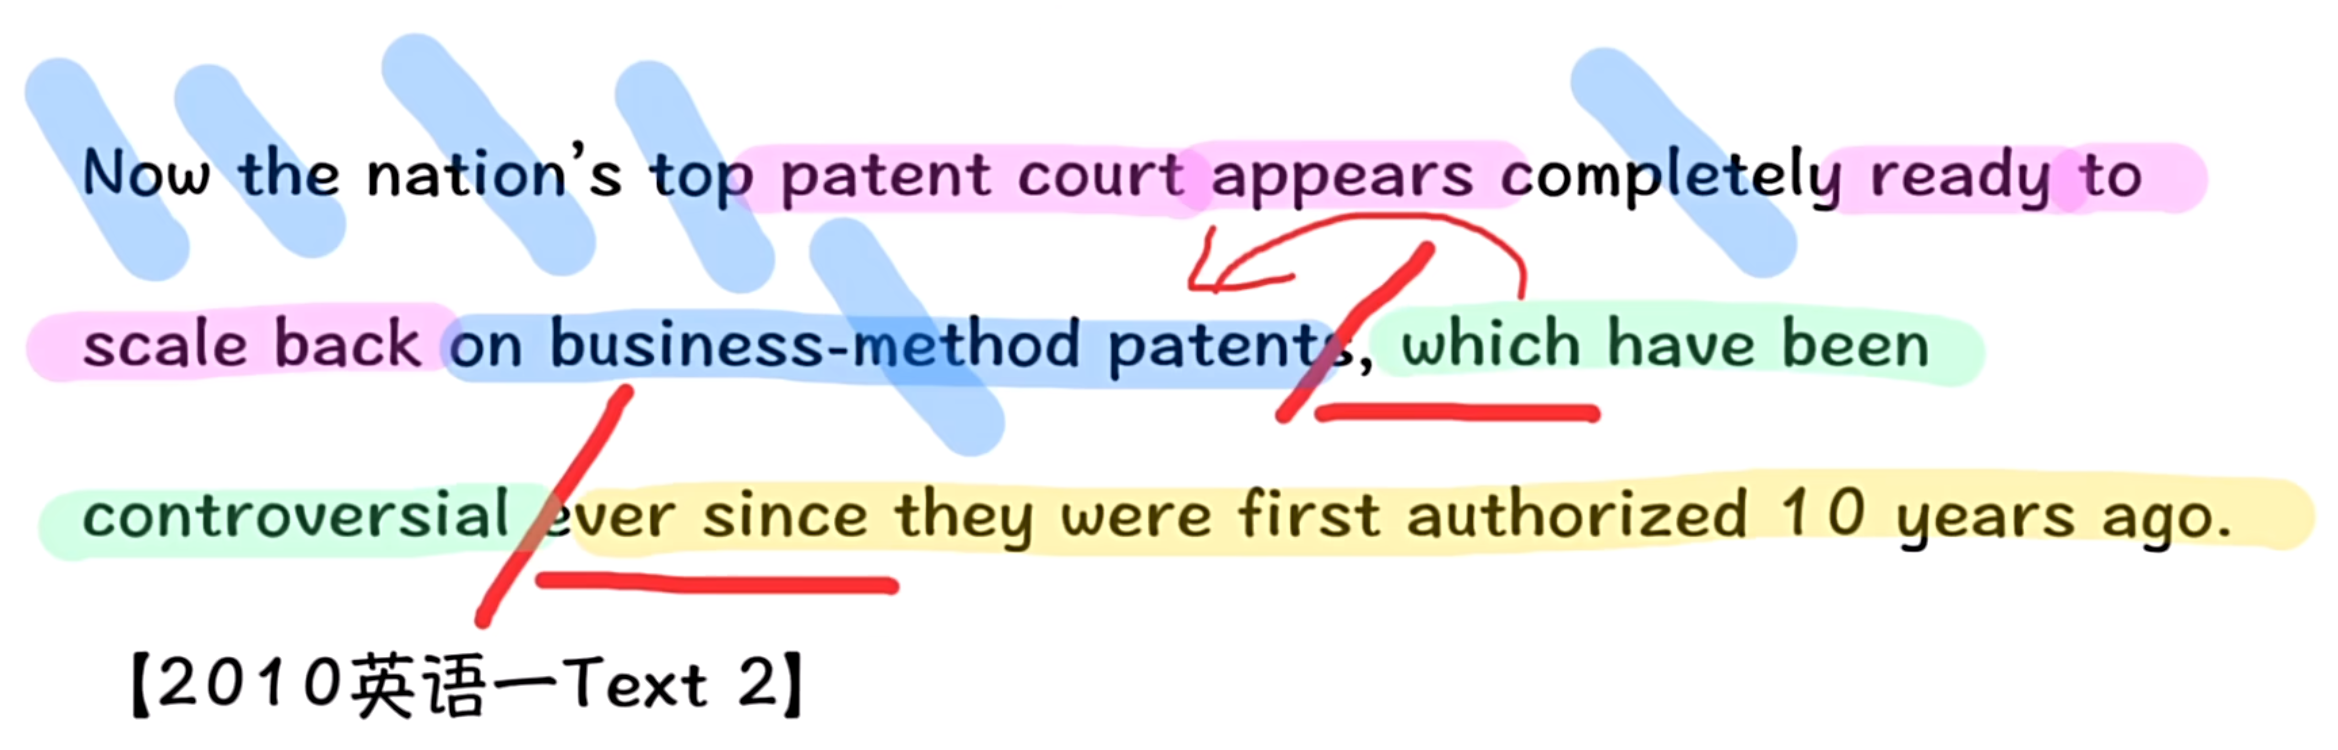 Now the nation’s top patent court appears completely ready to
scale back on business-method patents, which have been
controversial ever since they were first authorized 10 years ago.
【2010英语一Text 2】